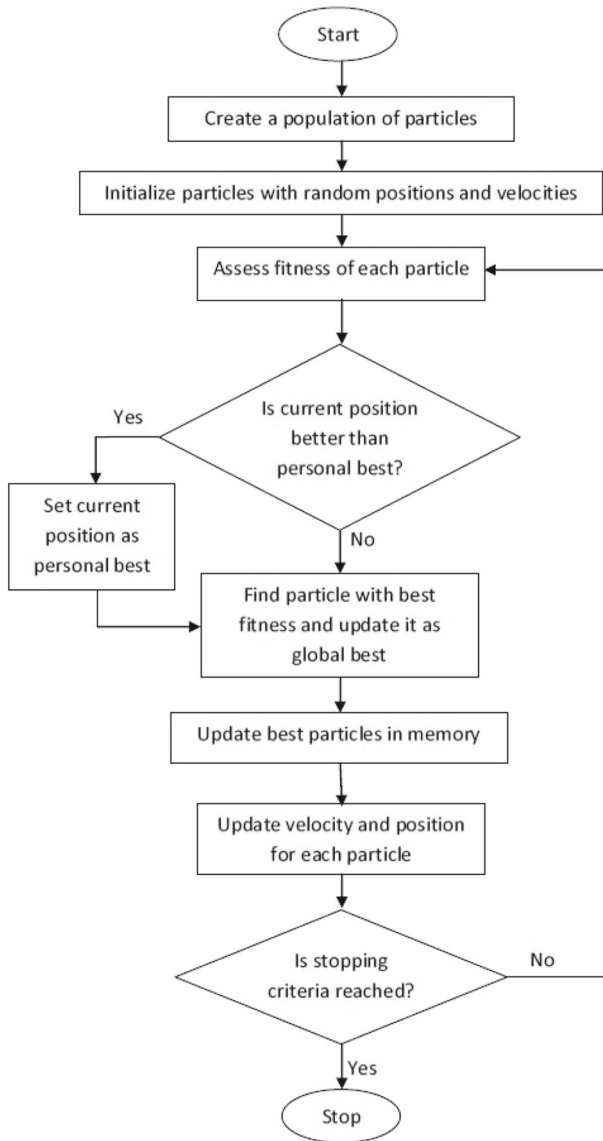 Start
Create a population of particles
Initialize particles with random positions and velocities
Assess fitness of each particle
Is current position
better than
personal best?
Yes
Set current
position as
personal best
No
Find particle with best
fitness and update it as
global best
Update best particles in memory
Update velocity and position
for each particle
Is stopping
criteria reached?
No
Yes
Stop